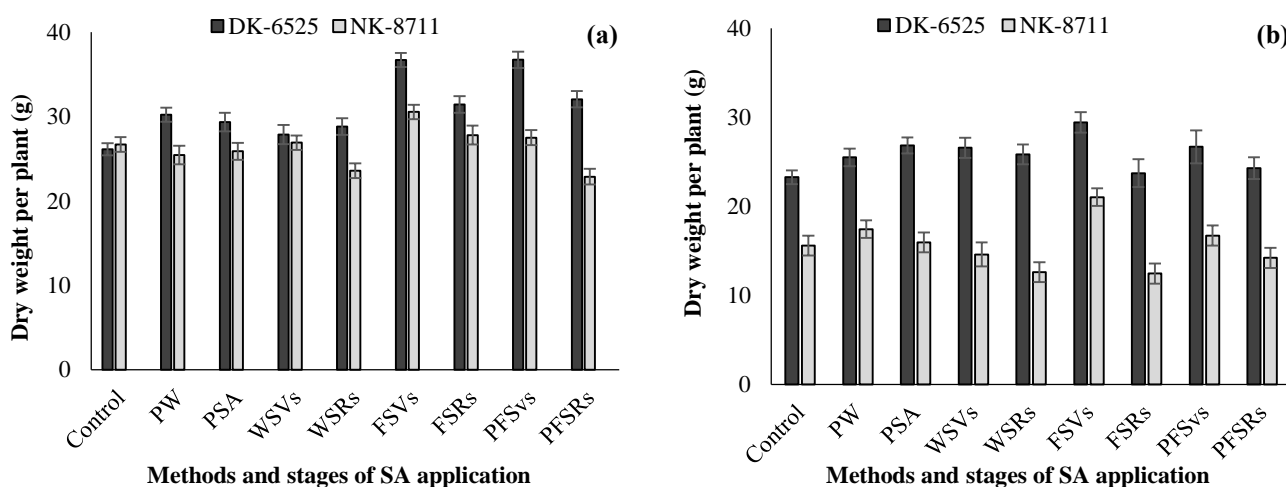 DK-6525 NK-8711
(a)
40
30
20
10
0
Dry weight per plant (g)
Control PW PSA WSVs WSRs FSVs FSRs PFSvs PFSRs
Methods and stages of SA application
DK-6525 NK-8711
(b)
40
30
20
10
0
Dry weight per plant (g)
Control PW PSA WSVs WSRs FSVs FSRs PFSvs PFSRs
Methods and stages of SA application